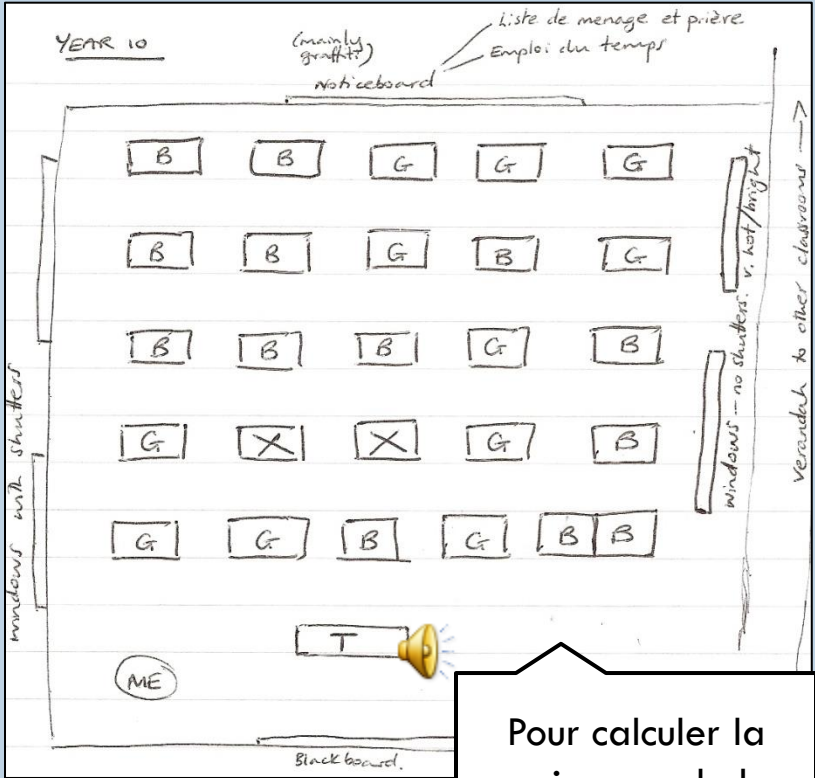 YEAR 10
(mainly
graffiti)
Liste de menage et prière
Emploi du temps
Noticeboard
B B G G G
B B G B G
B B B G B
G X X G B
G G B G B B
windows with shutters
windows - no shutters. v. hot/bright
Verandah to other classrooms
T
ME
Blackboard.
Pour calculer la